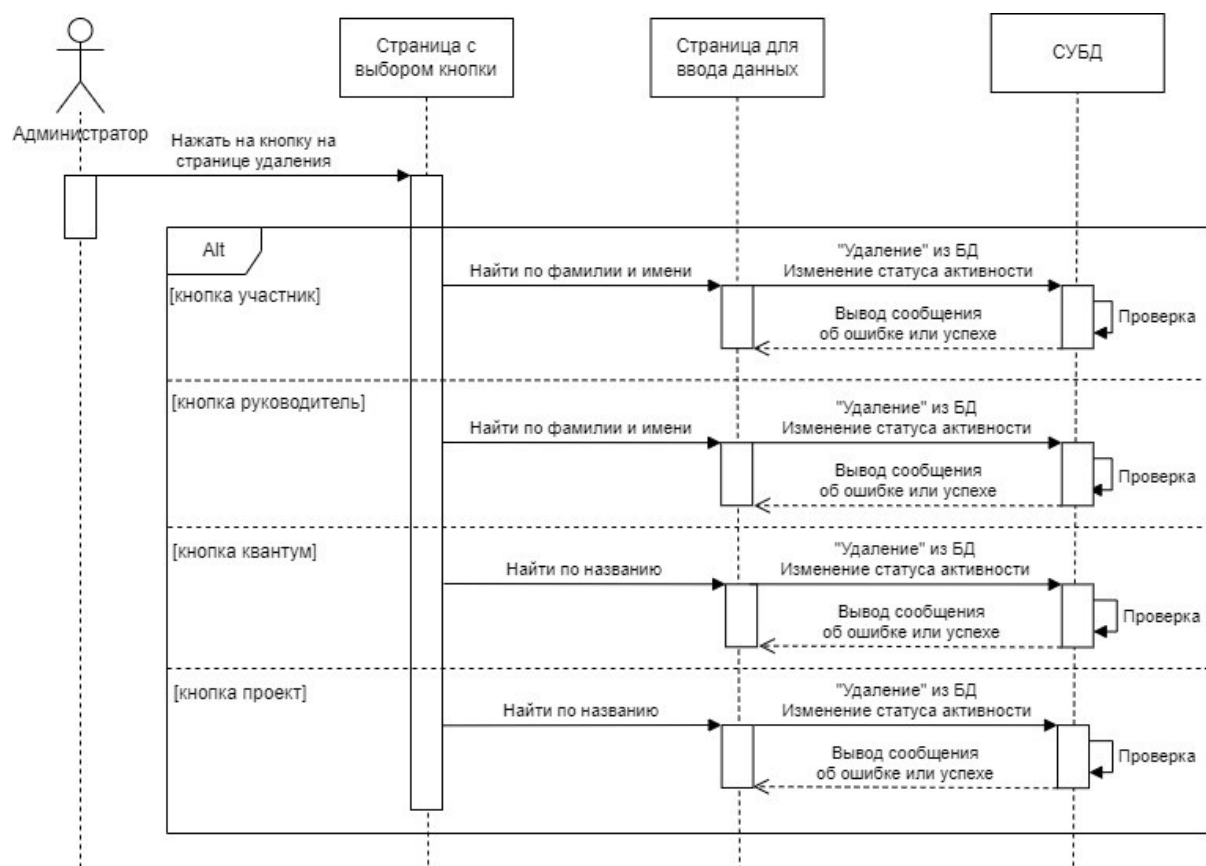 Страница с
выбором кнопки
Страница для
ввода данных
СУБД
Администратор
Нажать на кнопку на
странице удаления
Alt
[кнопка участник]
Найти по фамилии и имени
"Удаление" из БД
Изменение статуса активности
Вывод сообщения
об ошибке или успехе
Проверка
[кнопка руководитель]
Найти по фамилии и имени
"Удаление" из БД
Изменение статуса активности
Вывод сообщения
об ошибке или успехе
Проверка
[кнопка квантум]
Найти по названию
"Удаление" из БД
Изменение статуса активности
Вывод сообщения
об ошибке или успехе
Проверка
[кнопка проект]
Найти по названию
"Удаление" из БД
Изменение статуса активности
Вывод сообщения
об ошибке или успехе
Проверка